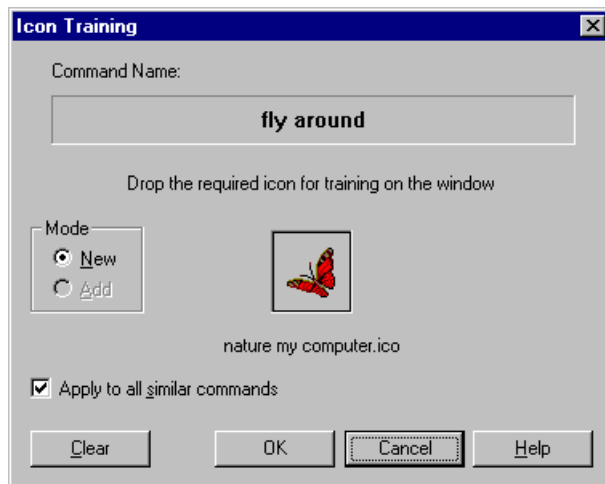 Icon Training
Command Name:
fly around
Drop the required icon for training on the window
Mode
New
Add
nature my computer.ico
Apply to all similar commands
Clear OK Cancel Help